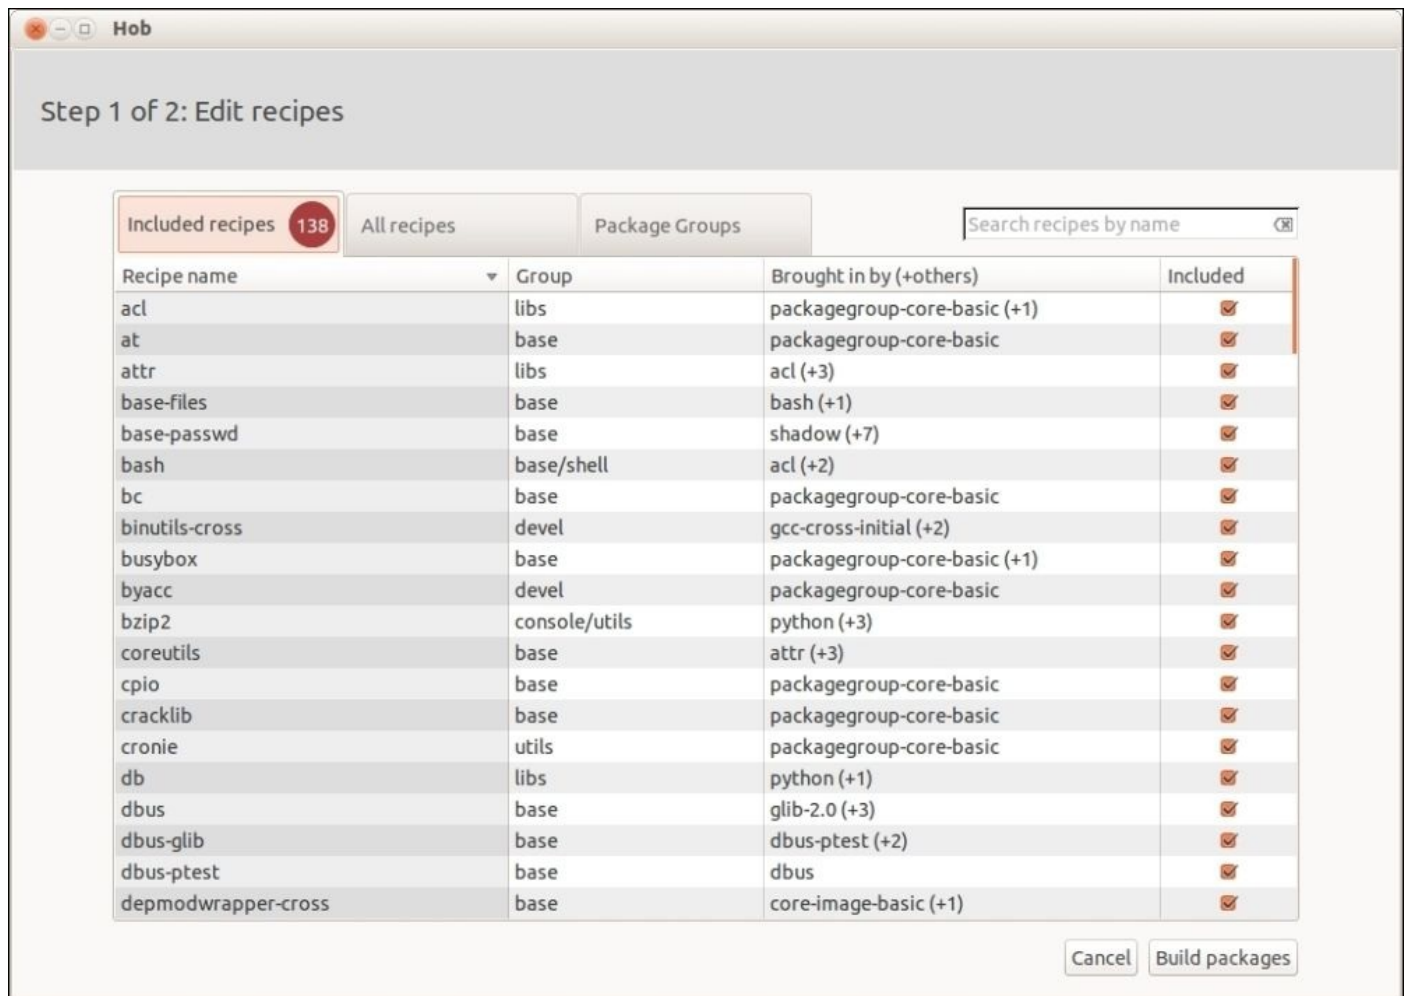 Hob
Step 1 of 2: Edit recipes
Included recipes 138 All recipes Package Groups Search recipes by name
Recipe name Group Brought in by (+others) Included
acl libs packagegroup-core-basic (+1)
at base packagegroup-core-basic
attr libs acl (+3)
base-files base bash (+1)
base-passwd base shadow (+7)
bash base/shell acl (+2)
bc base packagegroup-core-basic
binutils-cross devel gcc-cross-initial (+2)
busybox base packagegroup-core-basic (+1)
byacc devel packagegroup-core-basic
bzip2 console/utils python (+3)
coreutils base attr (+3)
cpio base packagegroup-core-basic
cracklib base packagegroup-core-basic
cronie utils packagegroup-core-basic
db libs python (+1)
dbus base glib-2.0 (+3)
dbus-glib base dbus-ptest (+2)
dbus-ptest base dbus
depmodwrapper-cross base core-image-basic (+1)
Cancel Build packages